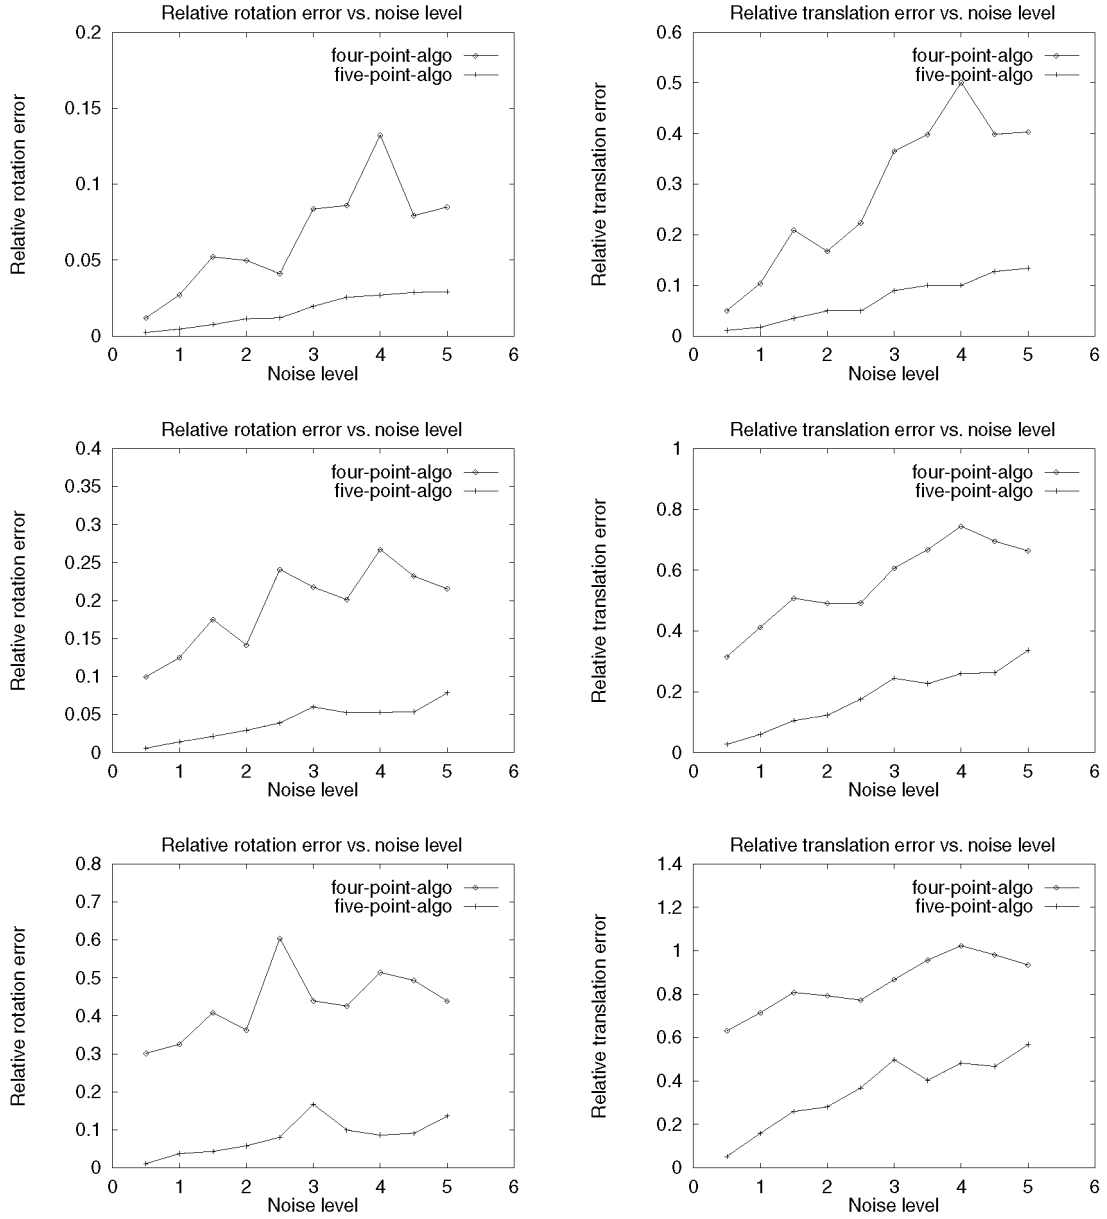 Relative rotation error vs. noise level
Relative translation error vs. noise level
0.2
0.15
0.1
0.05
0
four-point-algo
five-point-algo
Relative rotation error
0 1 2 3 4 5 6
Noise level
0.6
0.5
0.4
0.3
0.2
0.1
0
four-point-algo
five-point-algo
Relative translation error
0 1 2 3 4 5 6
Noise level
Relative rotation error vs. noise level
Relative translation error vs. noise level
0.4
0.35
0.3
0.25
0.2
0.15
0.1
0.05
0
four-point-algo
five-point-algo
Relative rotation error
0 1 2 3 4 5 6
Noise level
1
0.8
0.6
0.4
0.2
0
four-point-algo
five-point-algo
Relative translation error
0 1 2 3 4 5 6
Noise level
Relative rotation error vs. noise level
Relative translation error vs. noise level
0.8
0.7
0.6
0.5
0.4
0.3
0.2
0.1
0
four-point-algo
five-point-algo
Relative rotation error
0 1 2 3 4 5 6
Noise level
1.4
1.2
1
0.8
0.6
0.4
0.2
0
four-point-algo
five-point-algo
Relative translation error
0 1 2 3 4 5 6
Noise level